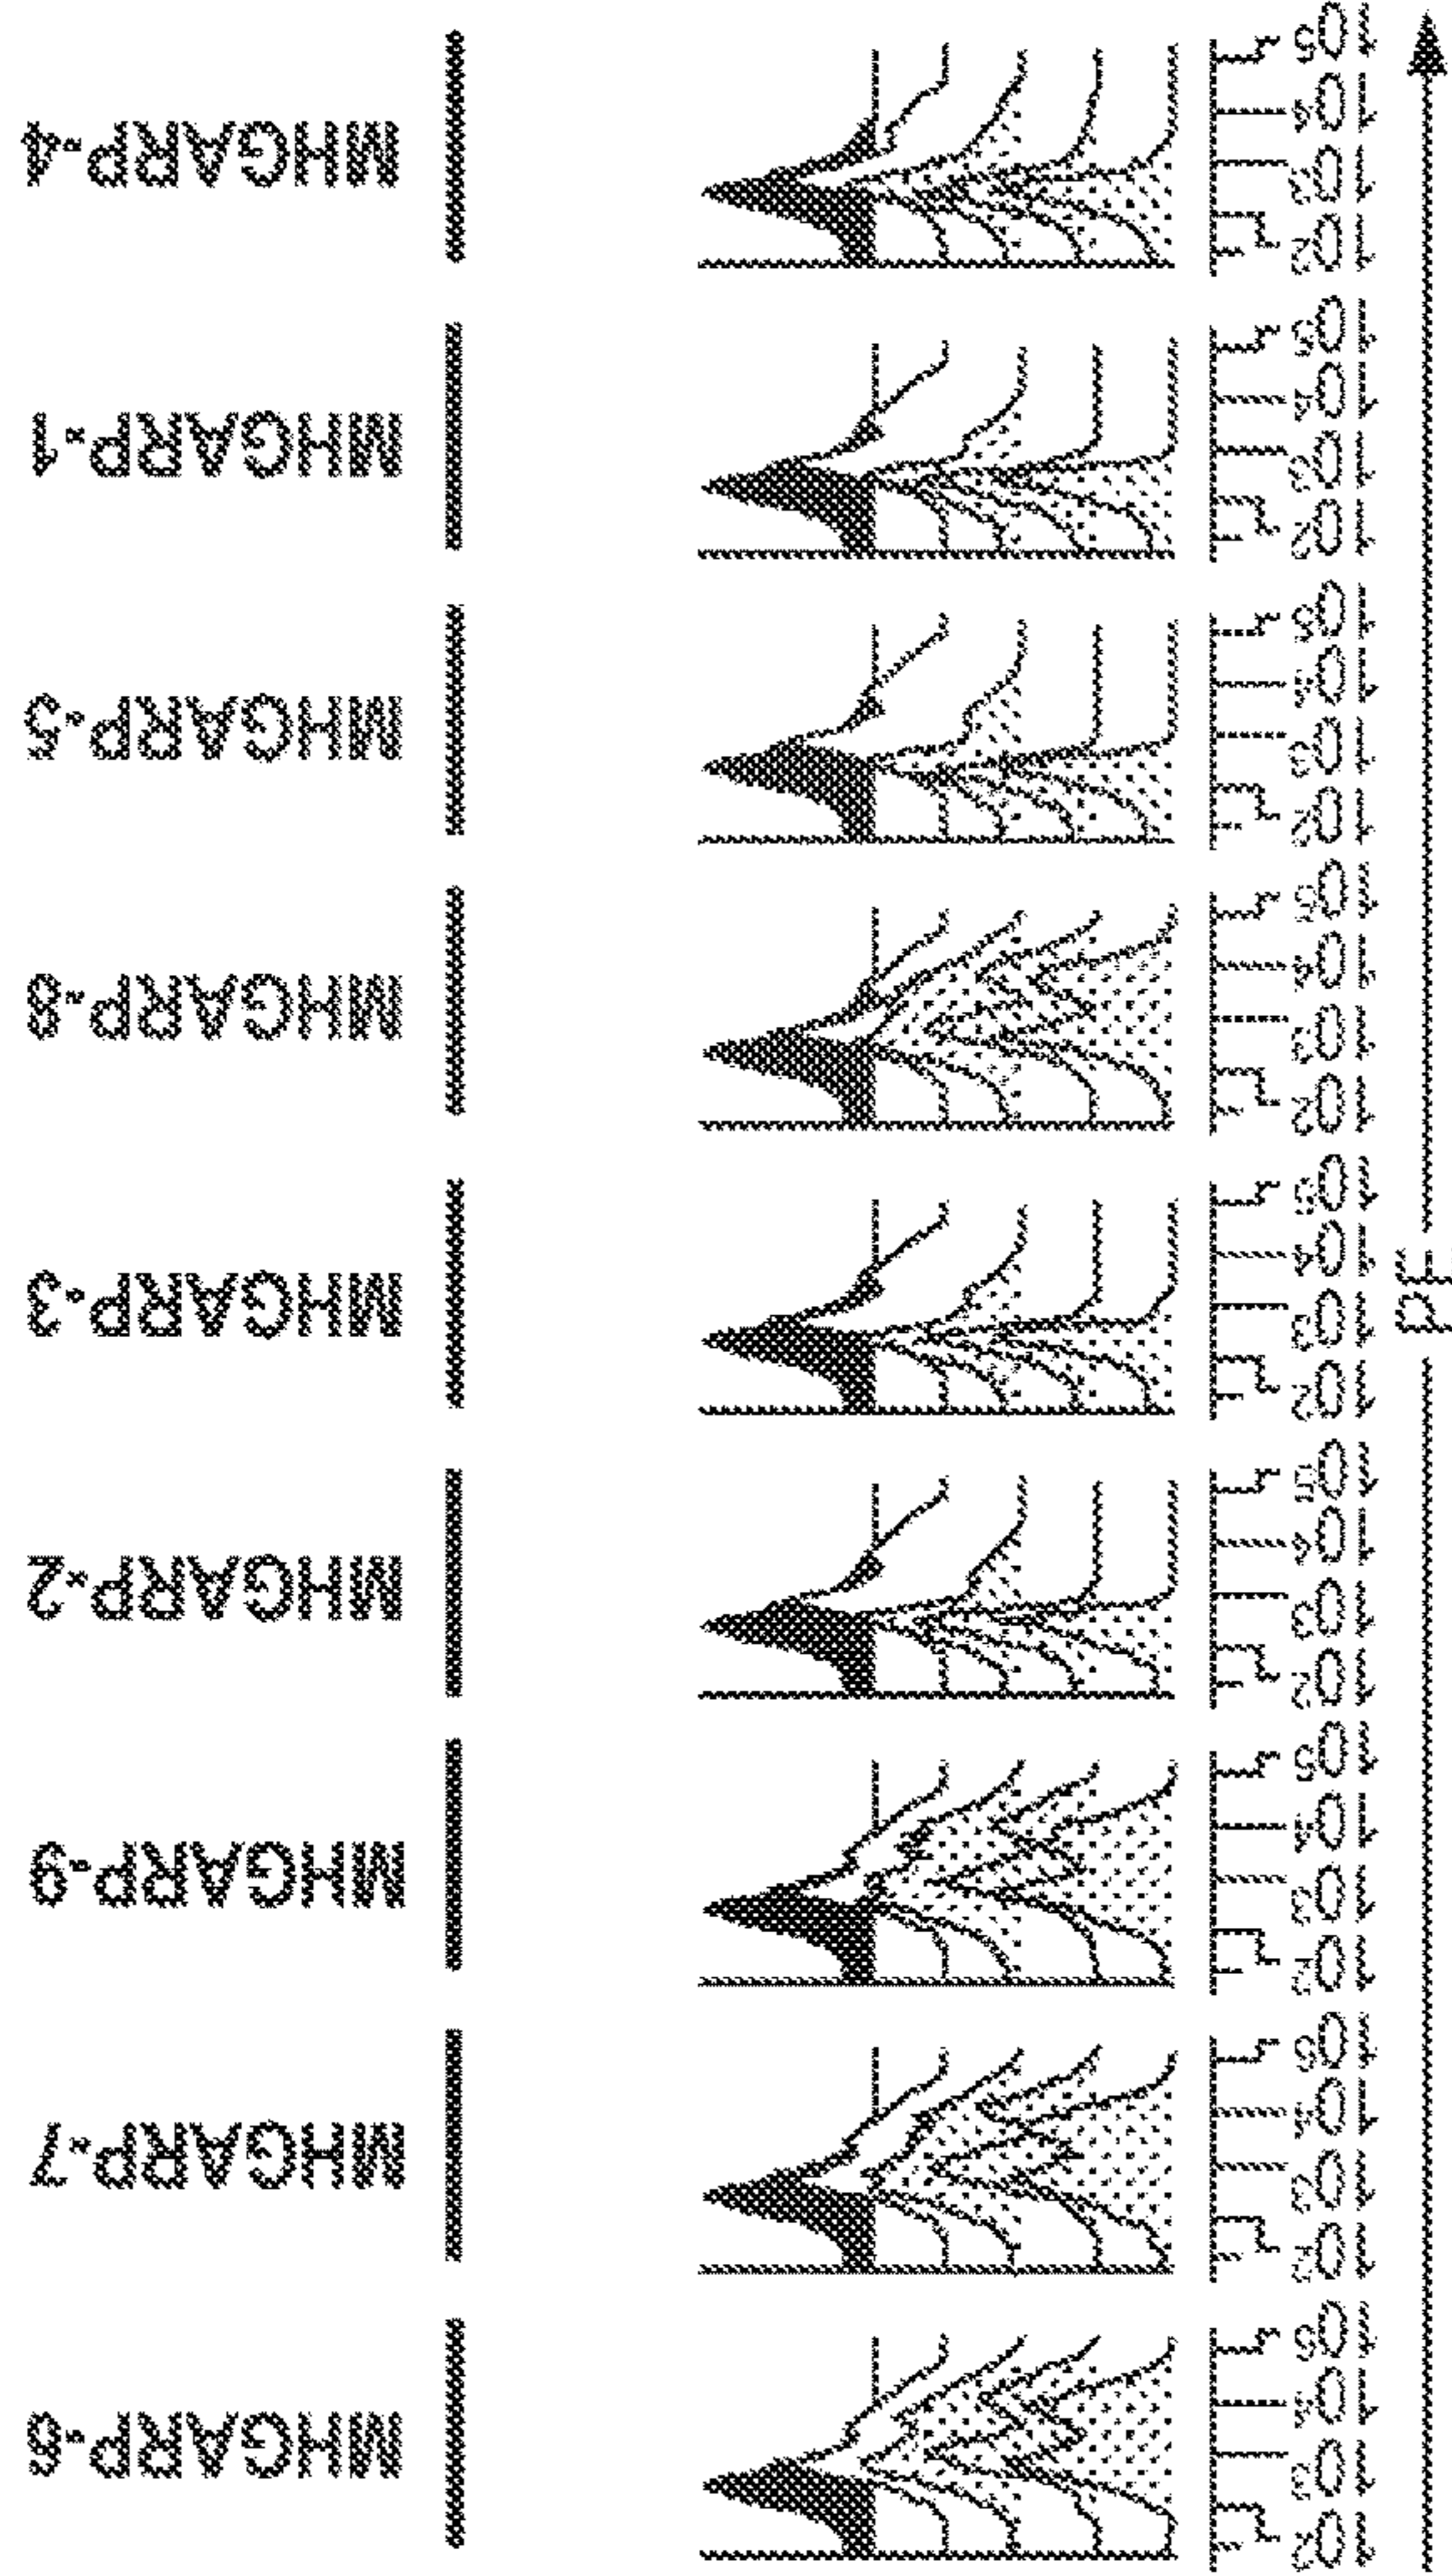 MHGARP-6 MHGARP-7 MHGARP-9 MHGARP-2 MHGARP-3 MHGARP-8 MHGARP-5 MHGARP-1 MHGARP-4
10² 10³ 10⁴ 10⁵ 10² 10³ 10⁴ 10⁵ 10² 10³ 10⁴ 10⁵ 10² 10³ 10⁴ 10⁵ 10² 10³ 10⁴ 10⁵ 10² 10³ 10⁴ 10⁵ 10² 10³ 10⁴ 10⁵ 10² 10³ 10⁴ 10⁵ 10² 10³ 10⁴ 10⁵
PE